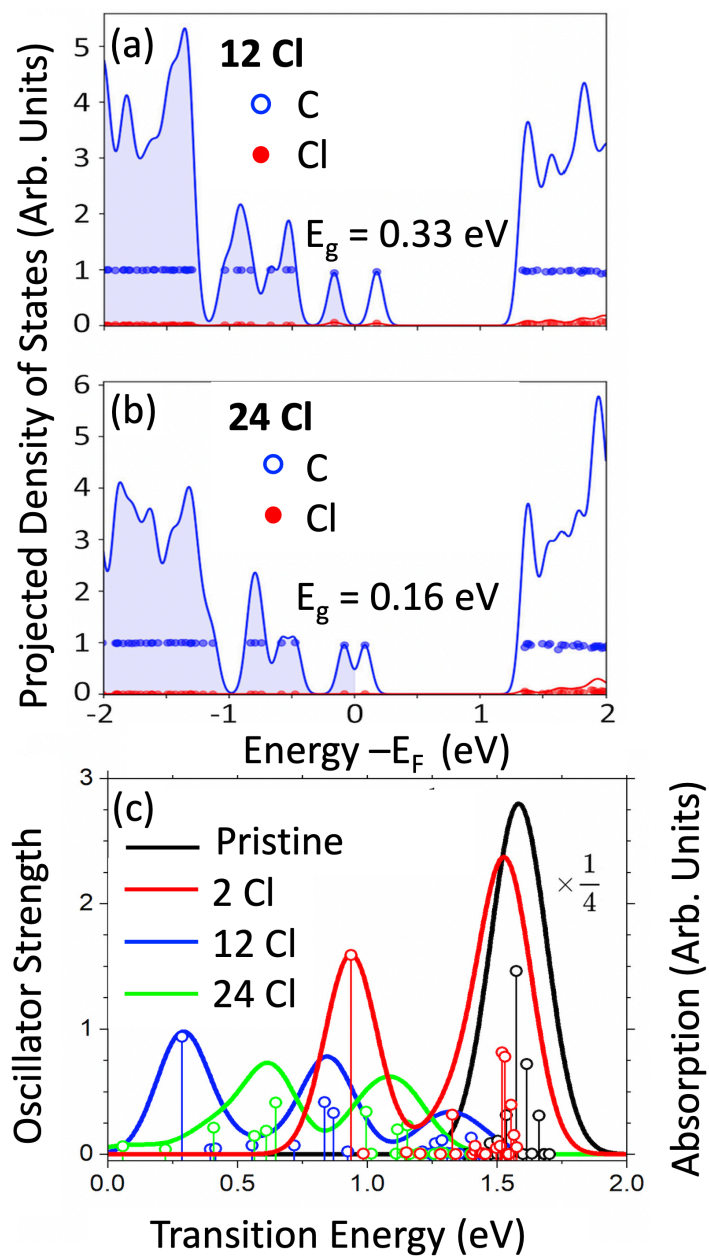 (a)
12 Cl
C
Cl
E_g = 0.33 eV
5
4
3
2
1
0
Projected Density of States (Arb. Units)
(b)
24 Cl
C
Cl
E_g = 0.16 eV
6
5
4
3
2
1
0
-2 -1 0 1 2
Energy –E_F (eV)
(c)
Pristine
2 Cl
12 Cl
24 Cl
× 1/4
3
2
1
0
Oscillator Strength
Absorption (Arb. Units)
0.0 0.5 1.0 1.5 2.0
Transition Energy (eV)